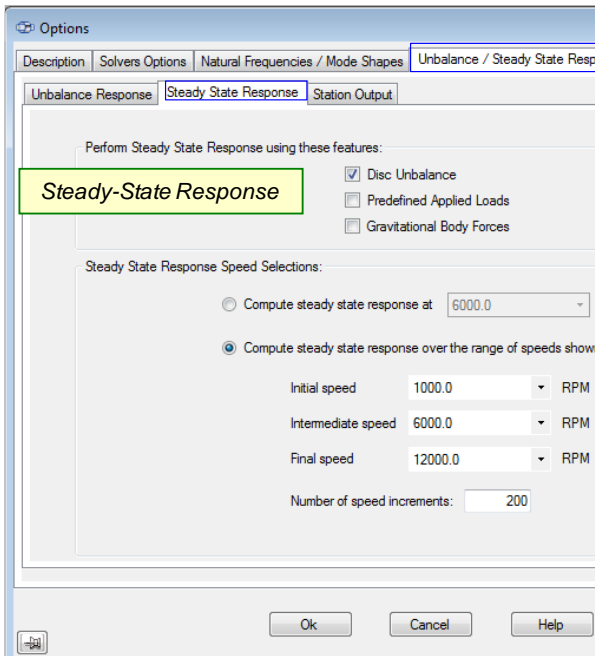 Options
Description Solvers Options Natural Frequencies / Mode Shapes Unbalance / Steady State Resp
Unbalance Response Steady State Response Station Output
Perform Steady State Response using these features:
Disc Unbalance
Steady-State Response
Predefined Applied Loads
Gravitational Body Forces
Steady State Response Speed Selections:
Compute steady state response at 6000.0
Compute steady state response over the range of speeds show
Initial speed 1000.0 RPM
Intermediate speed 6000.0 RPM
Final speed 12000.0 RPM
Number of speed increments: 200
Ok Cancel Help